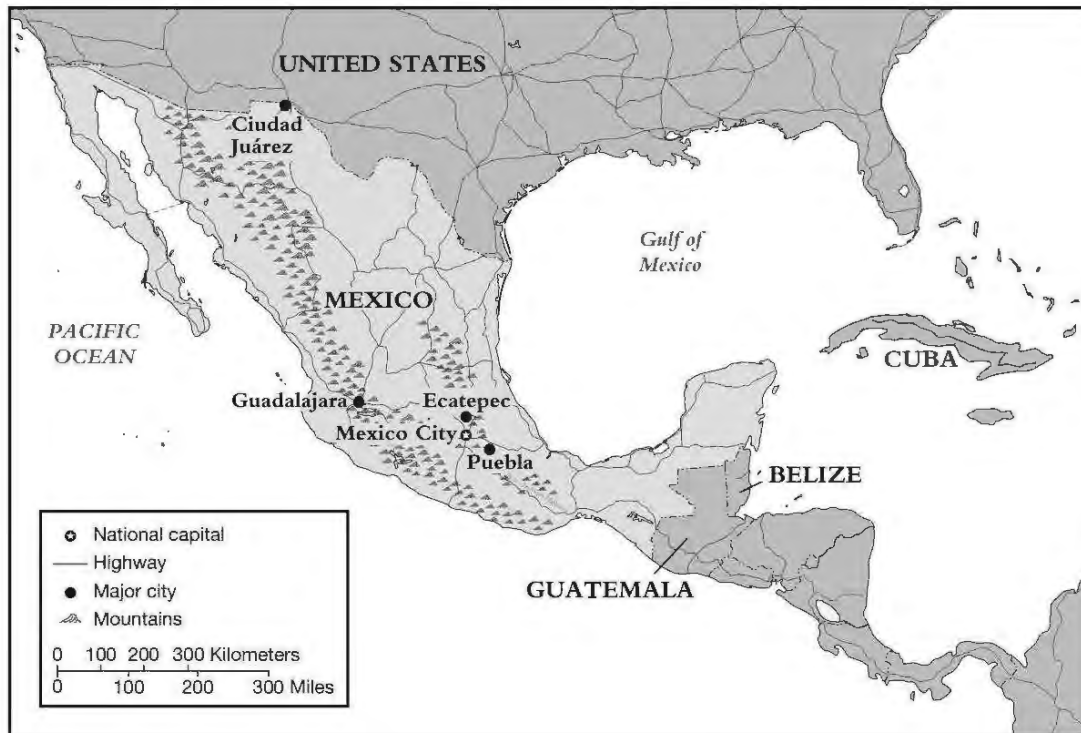 UNITED STATES
Ciudad
Juárez
Gulf of
Mexico
MEXICO
PACIFIC
OCEAN
CUBA
Guadalajara
Ecatepec
Mexico City
Puebla
BELIZE
GUATEMALA
National capital
Highway
Major city
Mountains
0 100 200 300 Kilometers
0 100 200 300 Miles